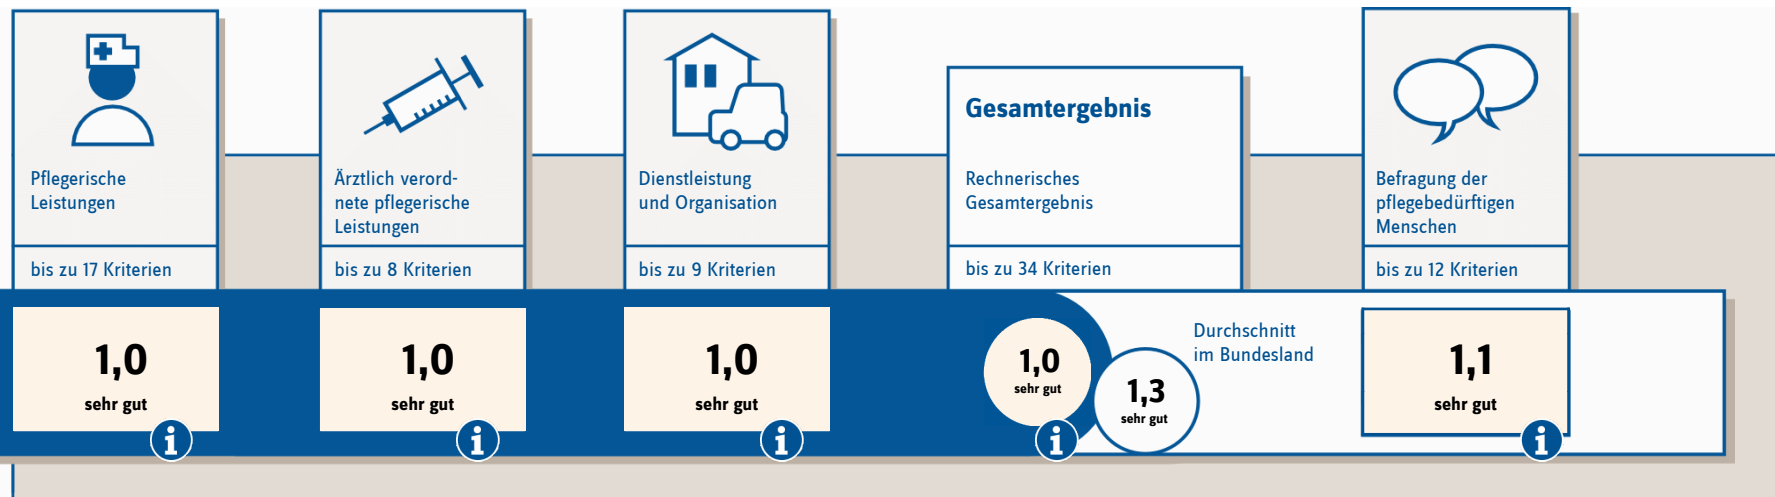 Pflegerische
Leistungen
bis zu 17 Kriterien
1,0
sehr gut
i
Ärztlich verord-
nete pflegerische
Leistungen
bis zu 8 Kriterien
1,0
sehr gut
i
Dienstleistung
und Organisation
bis zu 9 Kriterien
1,0
sehr gut
i
Gesamtergebnis
Rechnerisches
Gesamtergebnis
bis zu 34 Kriterien
1,0
sehr gut
i
1,3
sehr gut
Durchschnitt
im Bundesland
Befragung der
pflegebedürftigen
Menschen
bis zu 12 Kriterien
1,1
sehr gut
i